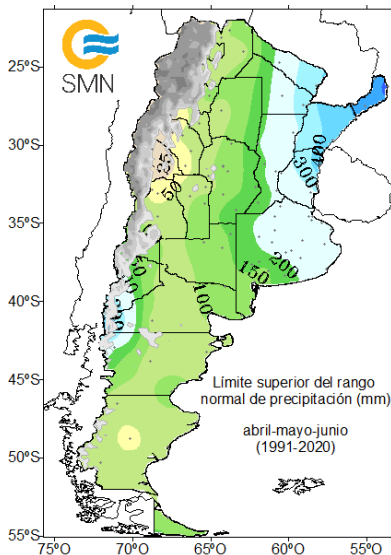 SMN
25°S
30°S
35°S
40°S
45°S
50°S
55°S
25
50
400
300
200
150
100
Límite superior del rango
normal de precipitación (mm)
abril-mayo-junio
(1991-2020)
75°O
70°O
65°O
60°O
55°O